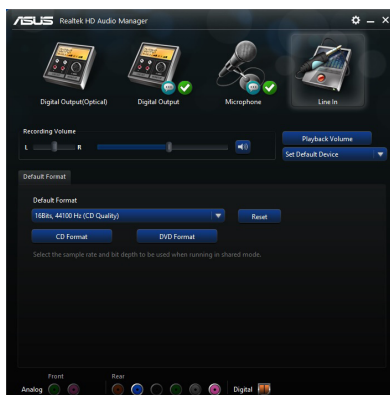 ASUS Realtek HD Audio Manager
Digital Output(Optical) Digital Output Microphone Line In
Recording Volume
L R
Playback Volume
Set Default Device
Default Format
Default Format
16Bits, 44100 Hz (CD Quality) Reset
CD Format DVD Format
Select the sample rate and bit depth to be used when running in shared mode.
Front Rear
Analog Digital